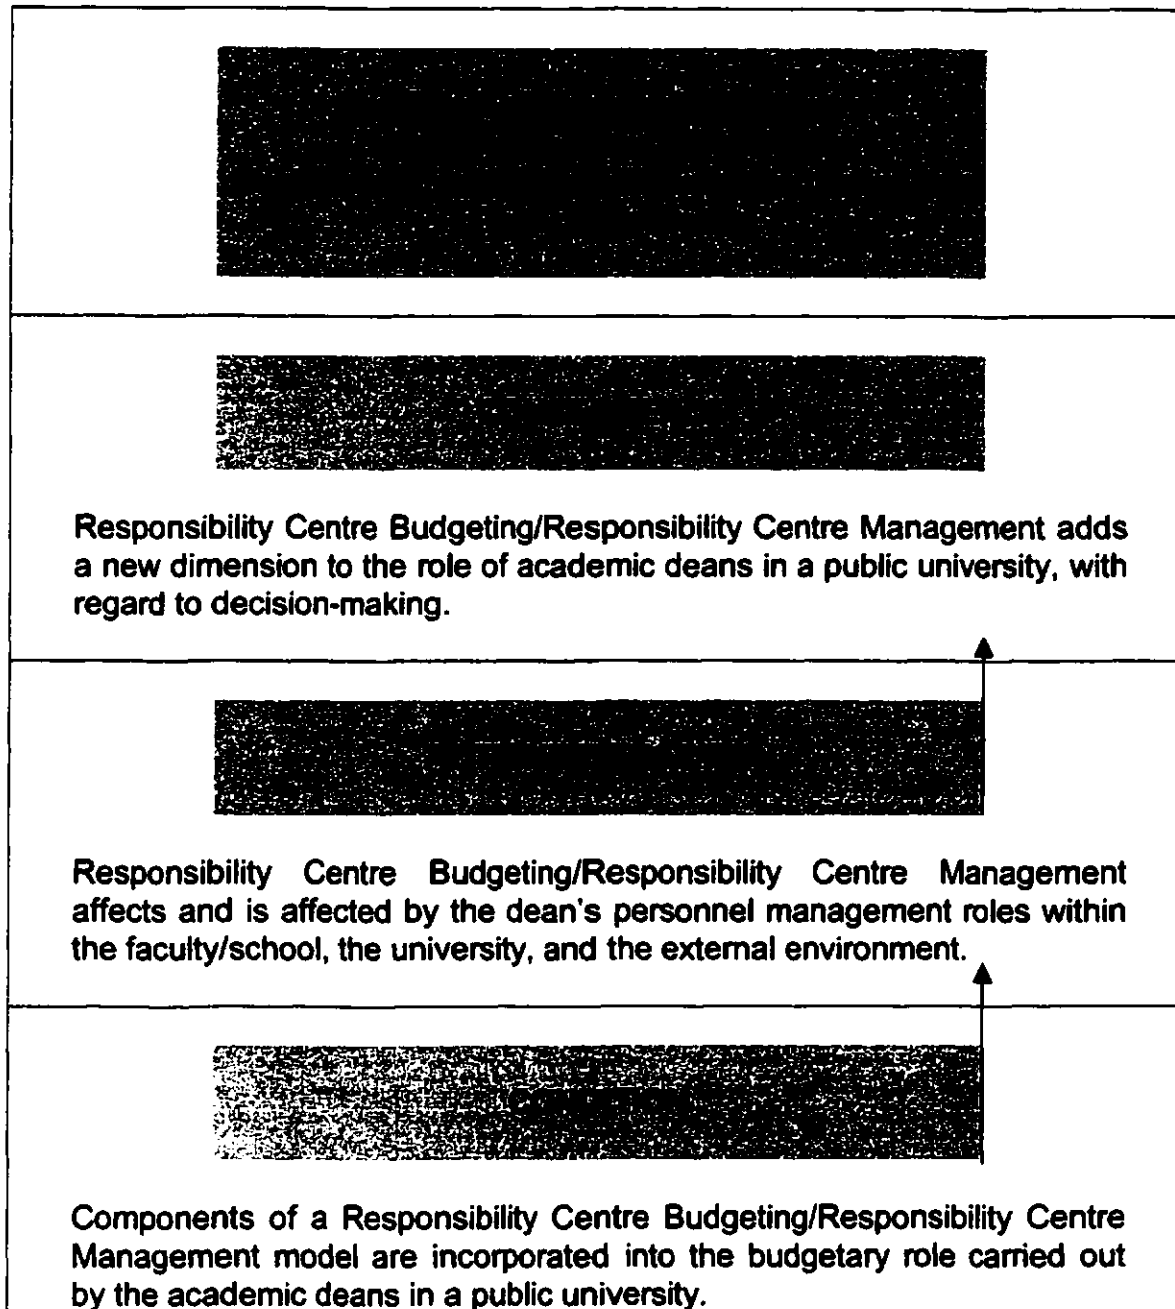 Responsibility Centre Budgeting/Responsibility Centre Management adds
a new dimension to the role of academic deans in a public university, with
regard to decision-making.
Responsibility Centre Budgeting/Responsibility Centre Management
affects and is affected by the dean's personnel management roles within
the faculty/school, the university, and the external environment.
Components of a Responsibility Centre Budgeting/Responsibility Centre
Management model are incorporated into the budgetary role carried out
by the academic deans in a public university.